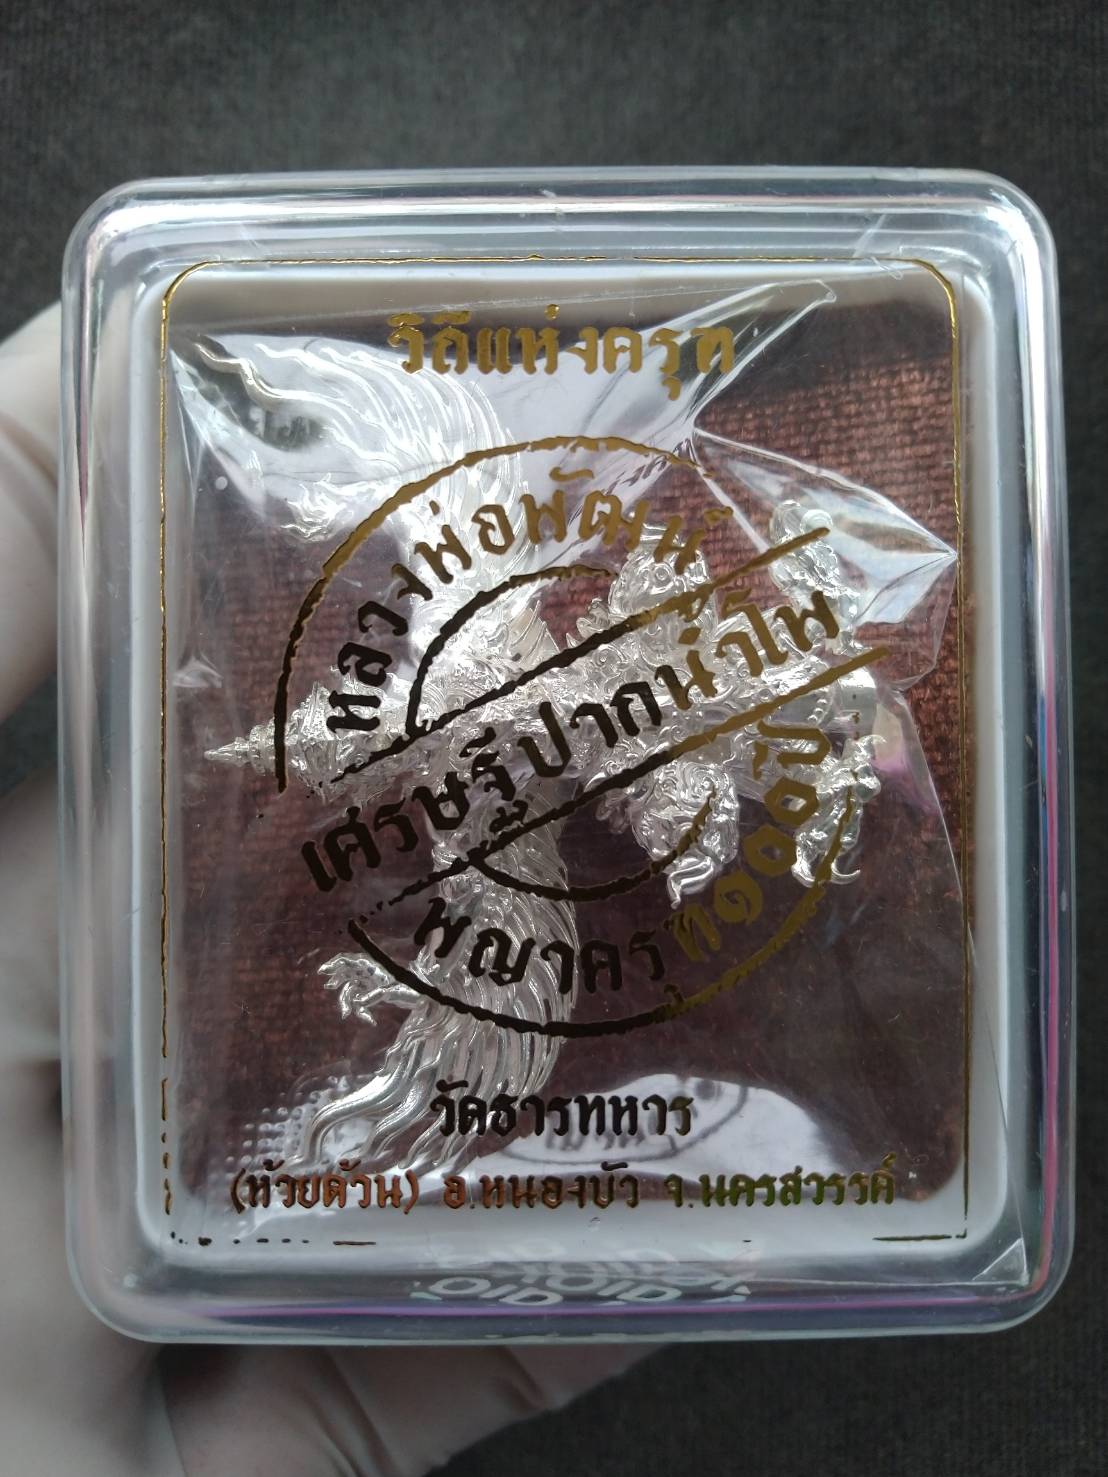 วิถีแห่งครุฑ
หลวงพ่อพัฒน์
เศรษฐีปากน้ำโพ
พญาครุฑ๑๐๐ปี
วัดธารทหาร
(ห้วยด้วน) อ.หนองบัว จ.นครสวรรค์